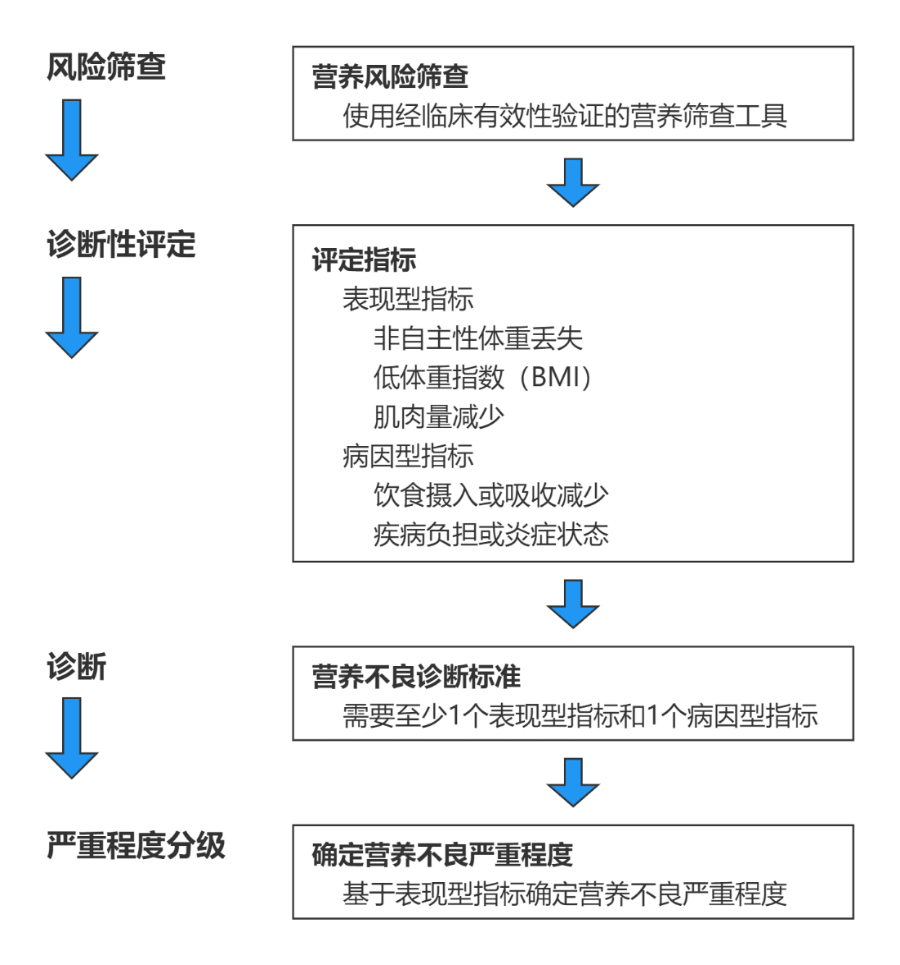 风险筛查
营养风险筛查
使用经临床有效性验证的营养筛查工具
诊断性评定
评定指标
表现型指标
非自主性体重丢失
低体重指数（BMI）
肌肉量减少
病因型指标
饮食摄入或吸收减少
疾病负担或炎症状态
诊断
营养不良诊断标准
需要至少1个表现型指标和1个病因型指标
严重程度分级
确定营养不良严重程度
基于表现型指标确定营养不良严重程度